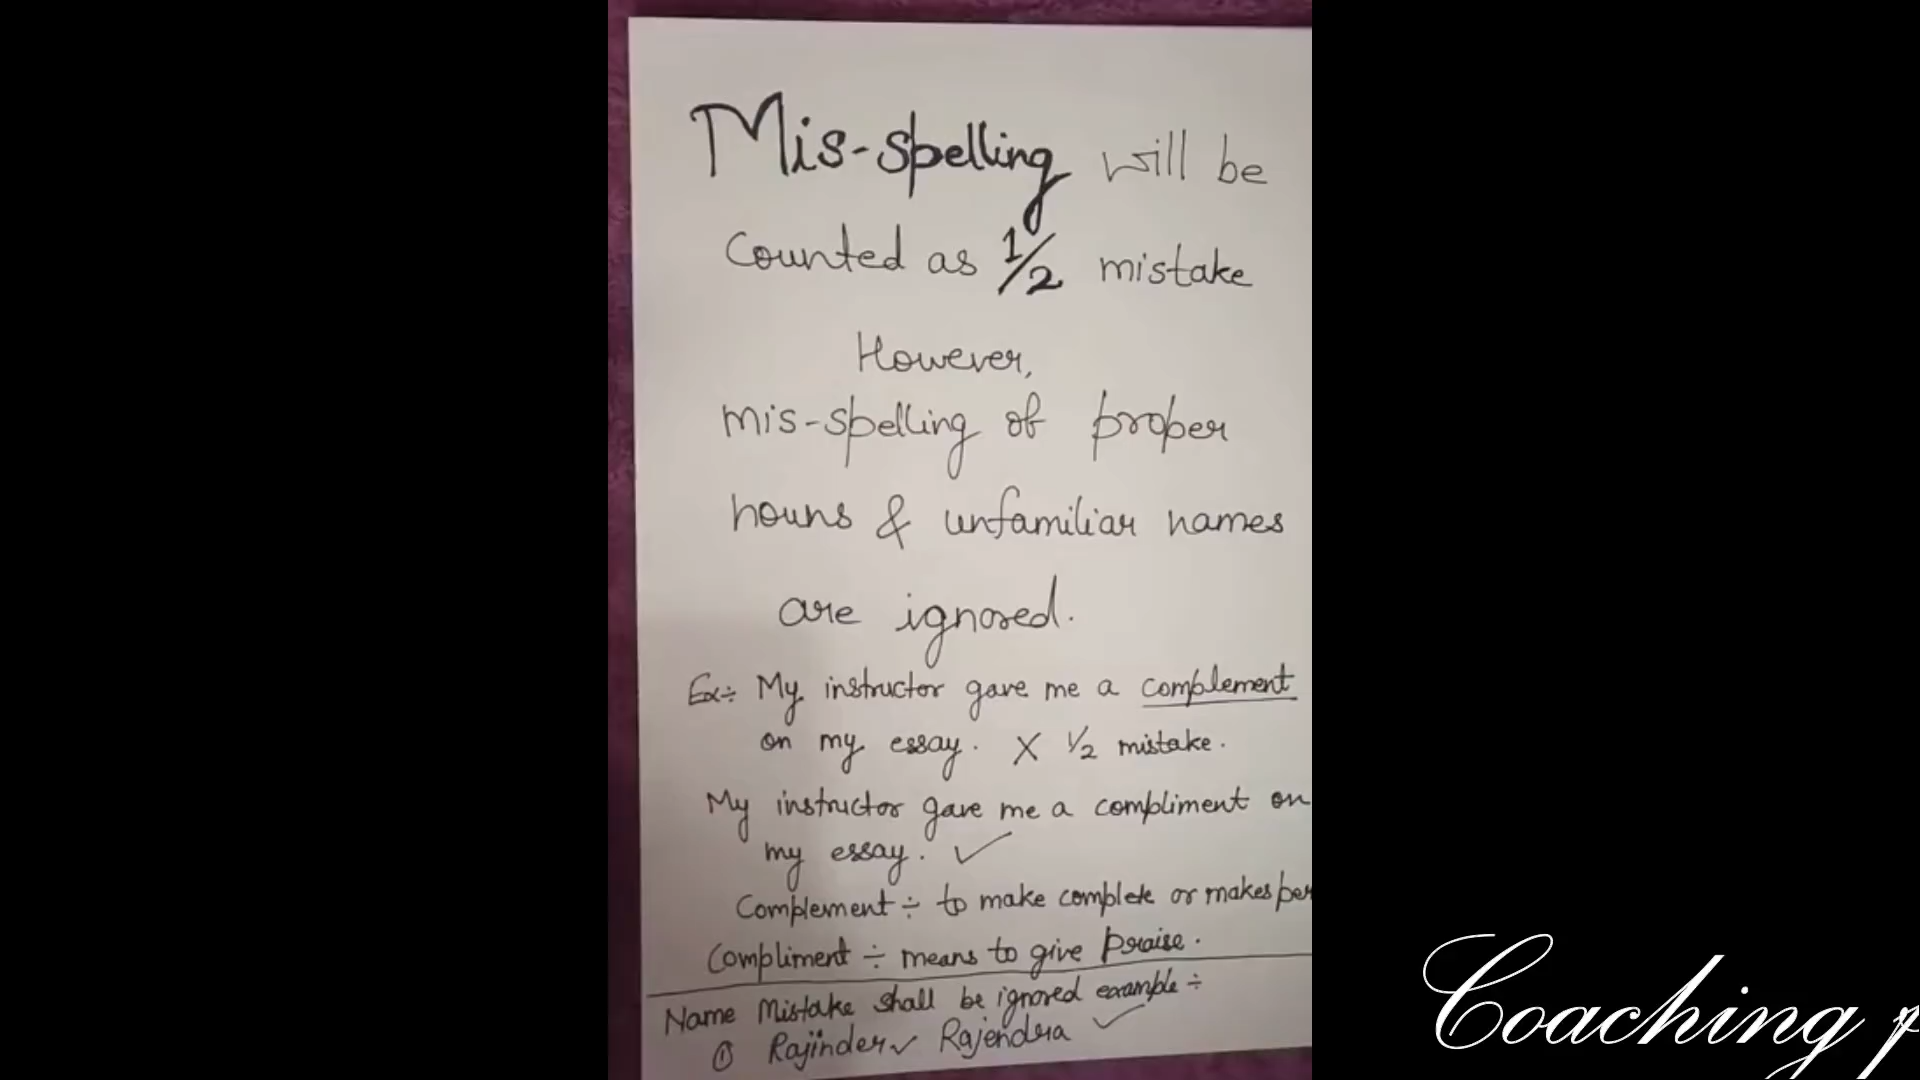 Mis-spelling will be
Counted as 1/2 mistake
However,
mis-spelling of proper
nouns & unfamiliar names
are ignored.
Ex÷ My instructor gave me a complement
on my essay. X 1/2 mistake.
My instructor gave me a compliment on
my essay. ✓
Complement ÷ to make complete or makes per
Compliment ÷ means to give praise.
Name Mistake shall be ignored example ÷
① Rajinder ✓ Rajendra ✓
Coaching